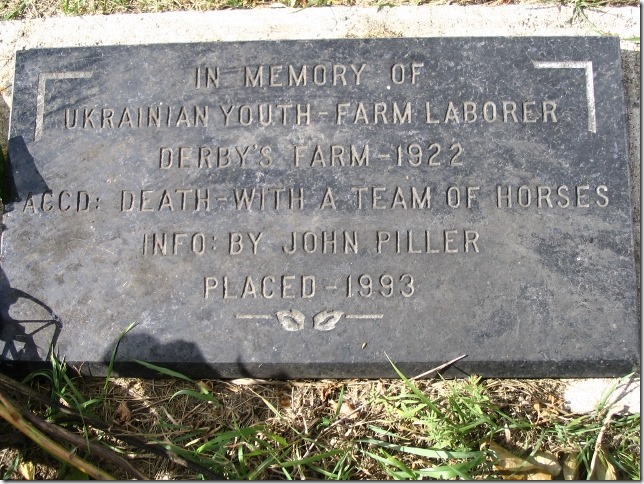 IN MEMORY OF
UKRAINIAN YOUTH-FARM LABORER
DERBY'S FARM-1922
ACCD: DEATH-WITH A TEAM OF HORSES
INFO: BY JOHN PILLER
PLACED-1993